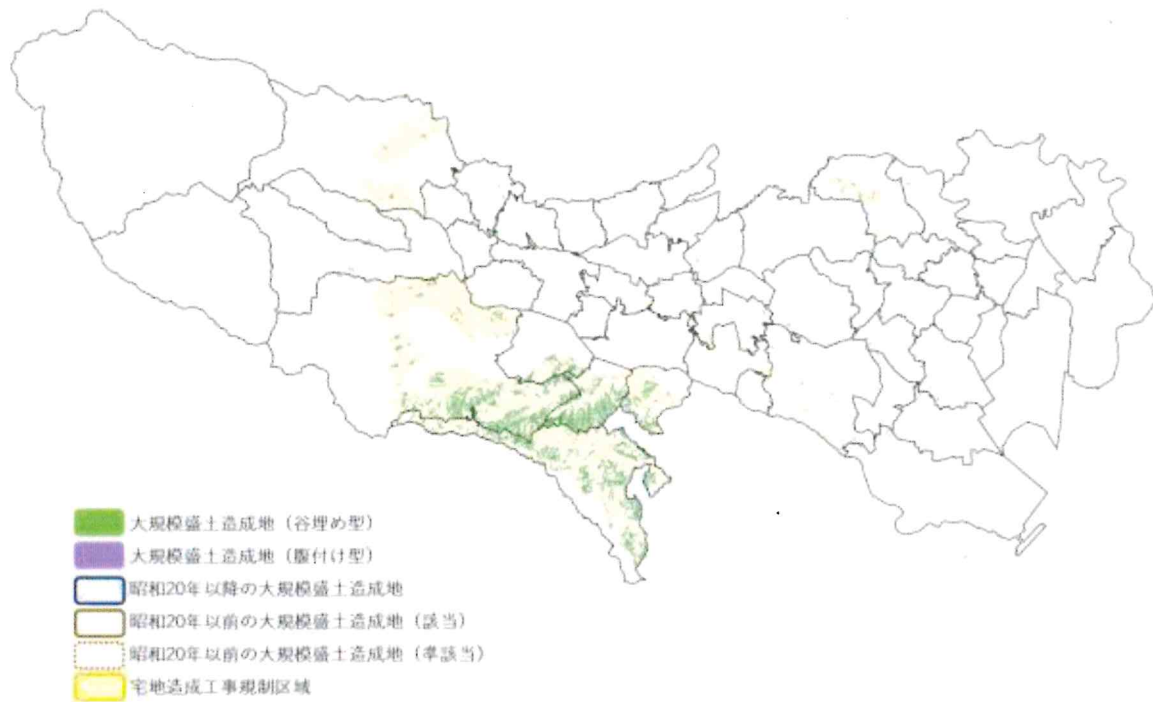 大規模盛土造成地（谷埋め型）
大規模盛土造成地（腹付け型）
昭和20年以降の大規模盛土造成地
昭和20年以前の大規模盛土造成地（該当）
昭和20年以前の大規模盛土造成地（準該当）
宅地造成工事規制区域